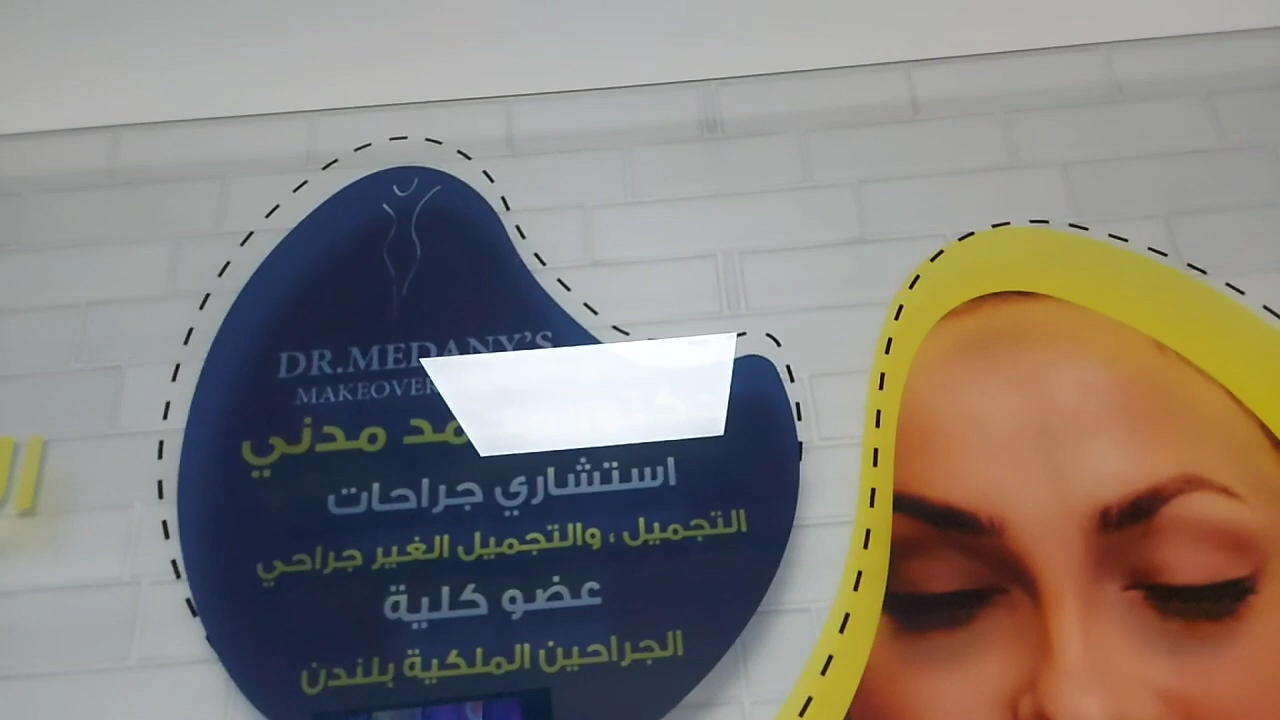 DR.MEDANY'S
MAKEOVER
مدني
استشاري جراحات
التجميل ، والتجميل الغير جراحي
عضو كلية
الجراحين الملكية بلندن